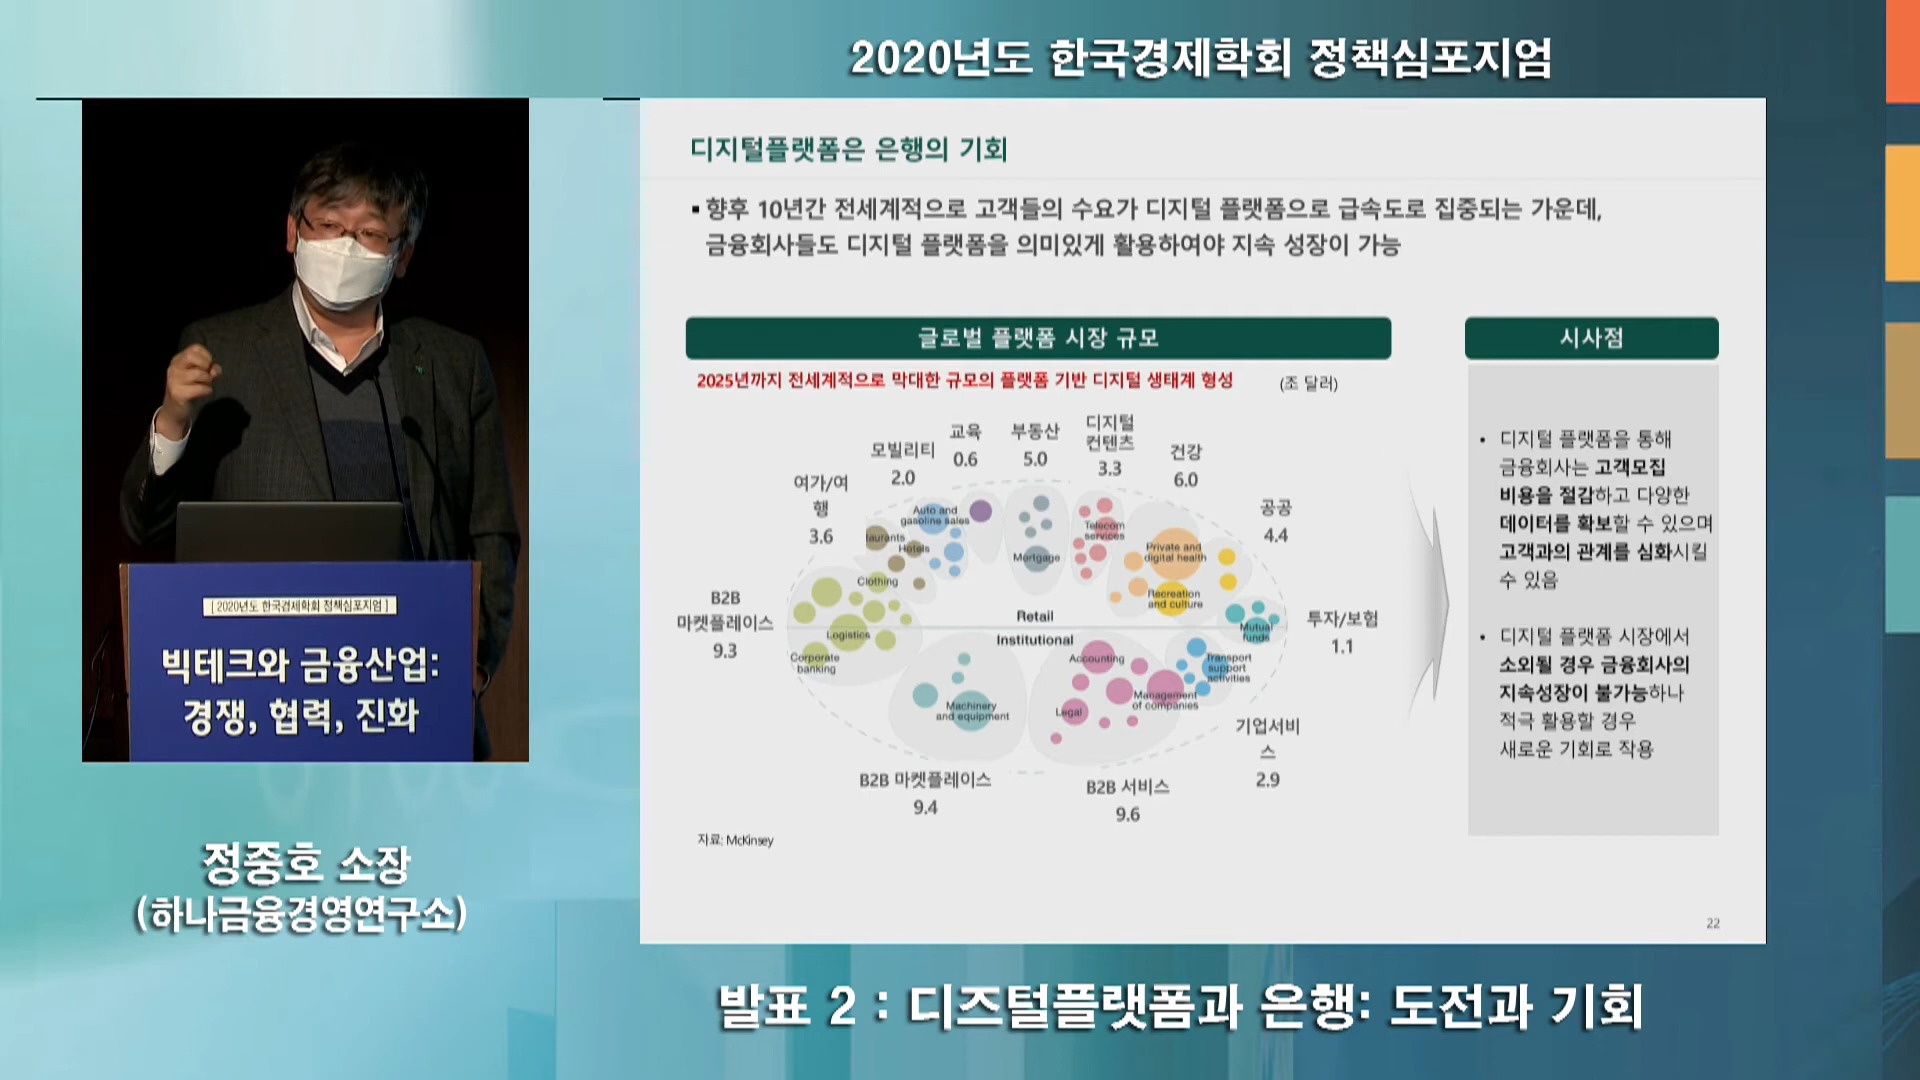 2020년도 한국경제학회 정책심포지엄
디지털플랫폼은 은행의 기회
▪ 향후 10년간 전세계적으로 고객들의 수요가 디지털 플랫폼으로 급속도로 집중되는 가운데,
금융회사들도 디지털 플랫폼을 의미있게 활용하여야 지속 성장이 가능
글로벌 플랫폼 시장 규모
2025년까지 전세계적으로 막대한 규모의 플랫폼 기반 디지털 생태계 형성
(조 달러)
여가/여
행
3.6
모빌리티
2.0
교육
0.6
부동산
5.0
디지털
컨텐츠
3.3
건강
6.0
공공
4.4
B2B
마켓플레이스
9.3
투자/보험
1.1
기업서비
스
2.9
B2B 마켓플레이스
9.4
B2B 서비스
9.6
Auto and
gasoline sales
taurants
Hotels
Clothing
Logistics
Corporate
banking
Mortgage
Telecom
services
Private and
digital health
Recreation
and culture
Mutual
funds
Retail
Institutional
Machinery
and equipment
Accounting
Legal
Management
of companies
Transport
support
activities
자료: McKinsey
시사점
• 디지털 플랫폼을 통해
금융회사는 고객모집
비용을 절감하고 다양한
데이터를 확보할 수 있으며
고객과의 관계를 심화시킬
수 있음
• 디지털 플랫폼 시장에서
소외될 경우 금융회사의
지속성장이 불가능하나
적극 활용할 경우
새로운 기회로 작용
22
[ 2020년도 한국경제학회 정책심포지엄 ]
빅테크와 금융산업:
경쟁, 협력, 진화
정중호 소장
(하나금융경영연구소)
발표 2 : 디즈털플랫폼과 은행: 도전과 기회